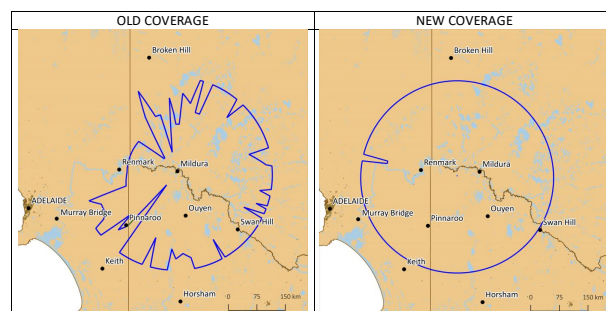 OLD COVERAGE
NEW COVERAGE
Broken Hill
Renmark
Mildura
ADELAIDE
Murray Bridge
Pinnaroo
Ouyen
Swan Hill
Keith
Horsham
0 75 150 km
Broken Hill
Renmark
Mildura
ADELAIDE
Murray Bridge
Pinnaroo
Ouyen
Swan Hill
Keith
Horsham
0 75 150 km